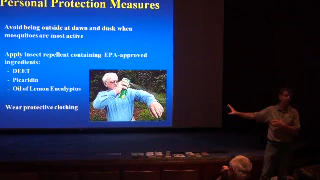 Personal Protection Measures
Avoid being outside at dawn and dusk when
mosquitoes are most active
Apply insect repellent containing EPA-approved
ingredients:
- DEET
- Picaridin
- Oil of Lemon Eucalyptus
Wear protective clothing